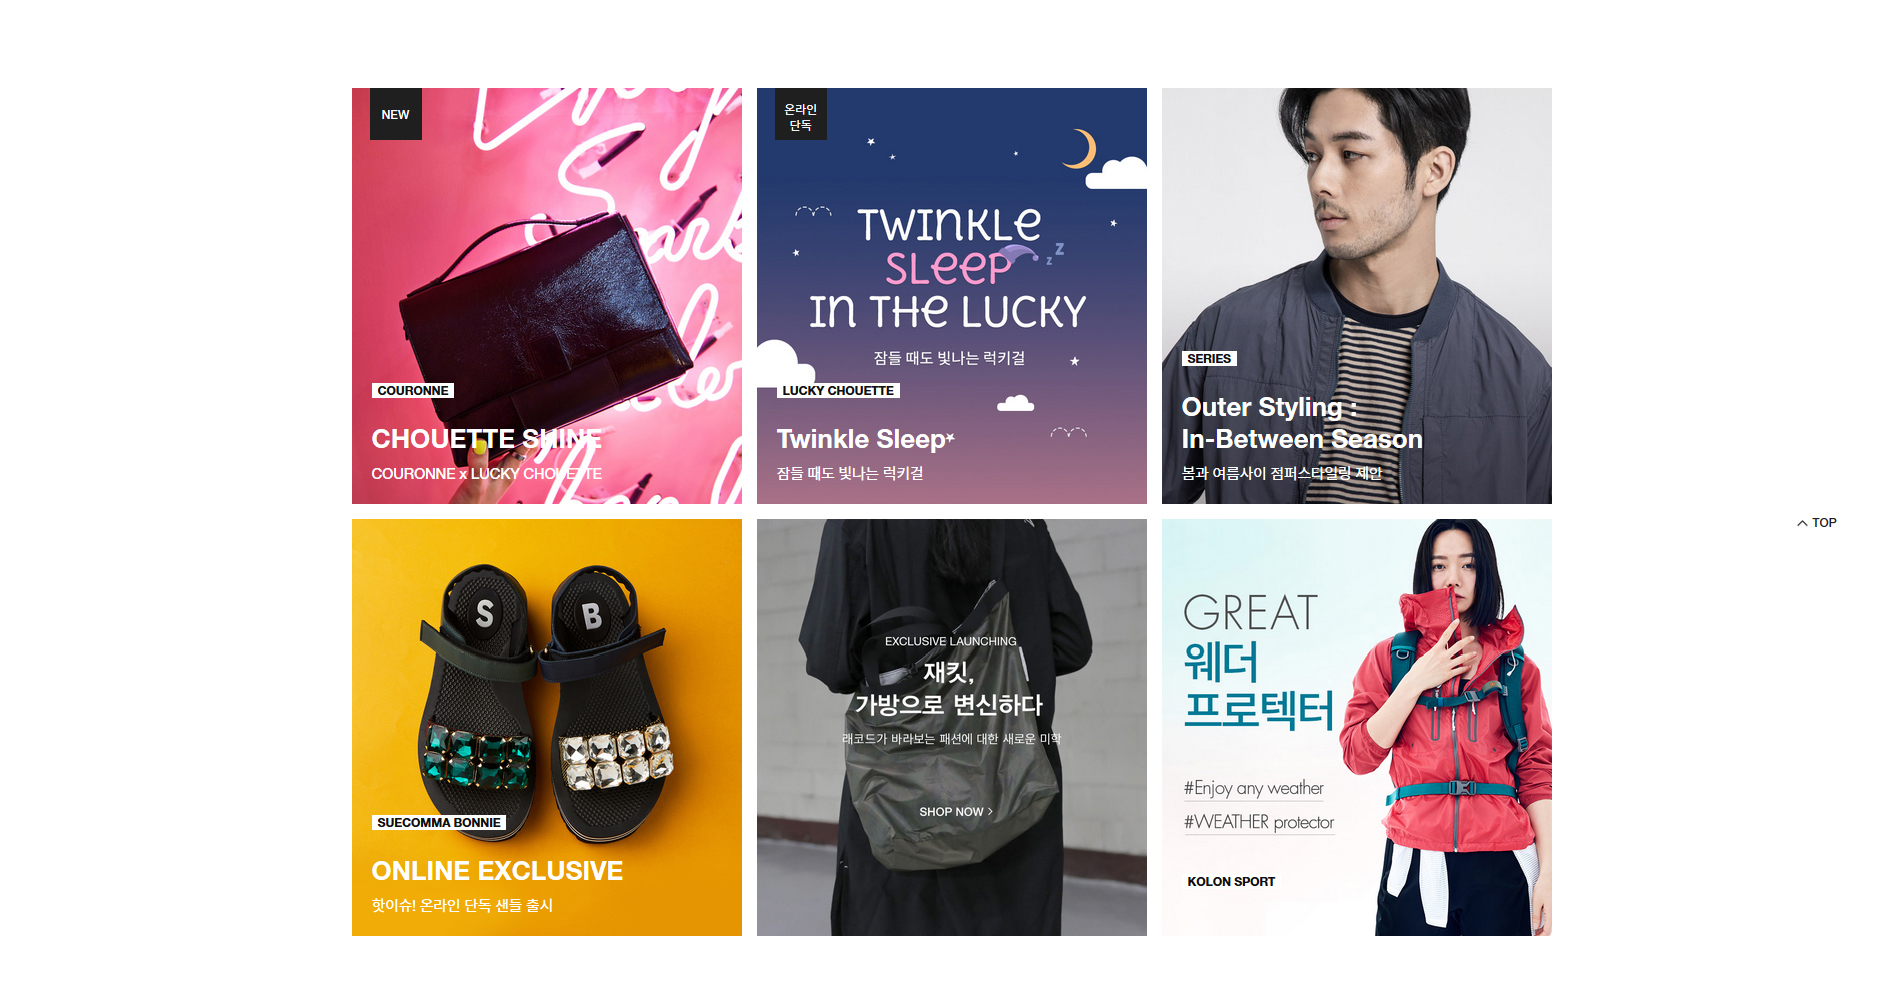 NEW
COURONNE
CHOUETTE SHINE
COURONNE x LUCKY CHOUETTE
온라인
단독
TWINKLE
SLEEP
z z
IN THE LUCKY
잠들 때도 빛나는 럭키걸
LUCKY CHOUETTE
Twinkle Sleep
잠들 때도 빛나는 럭키걸
SERIES
Outer Styling :
In-Between Season
봄과 여름사이 점퍼스타일링 제안
TOP
S B
SUECOMMA BONNIE
ONLINE EXCLUSIVE
핫이슈! 온라인 단독 샌들 출시
EXCLUSIVE LAUNCHING
재킷,
가방으로 변신하다
래코드가 바라보는 패션에 대한 새로운 미학
SHOP NOW >
GREAT
웨더
프로텍터
#Enjoy any weather
#WEATHER protector
KOLON SPORT